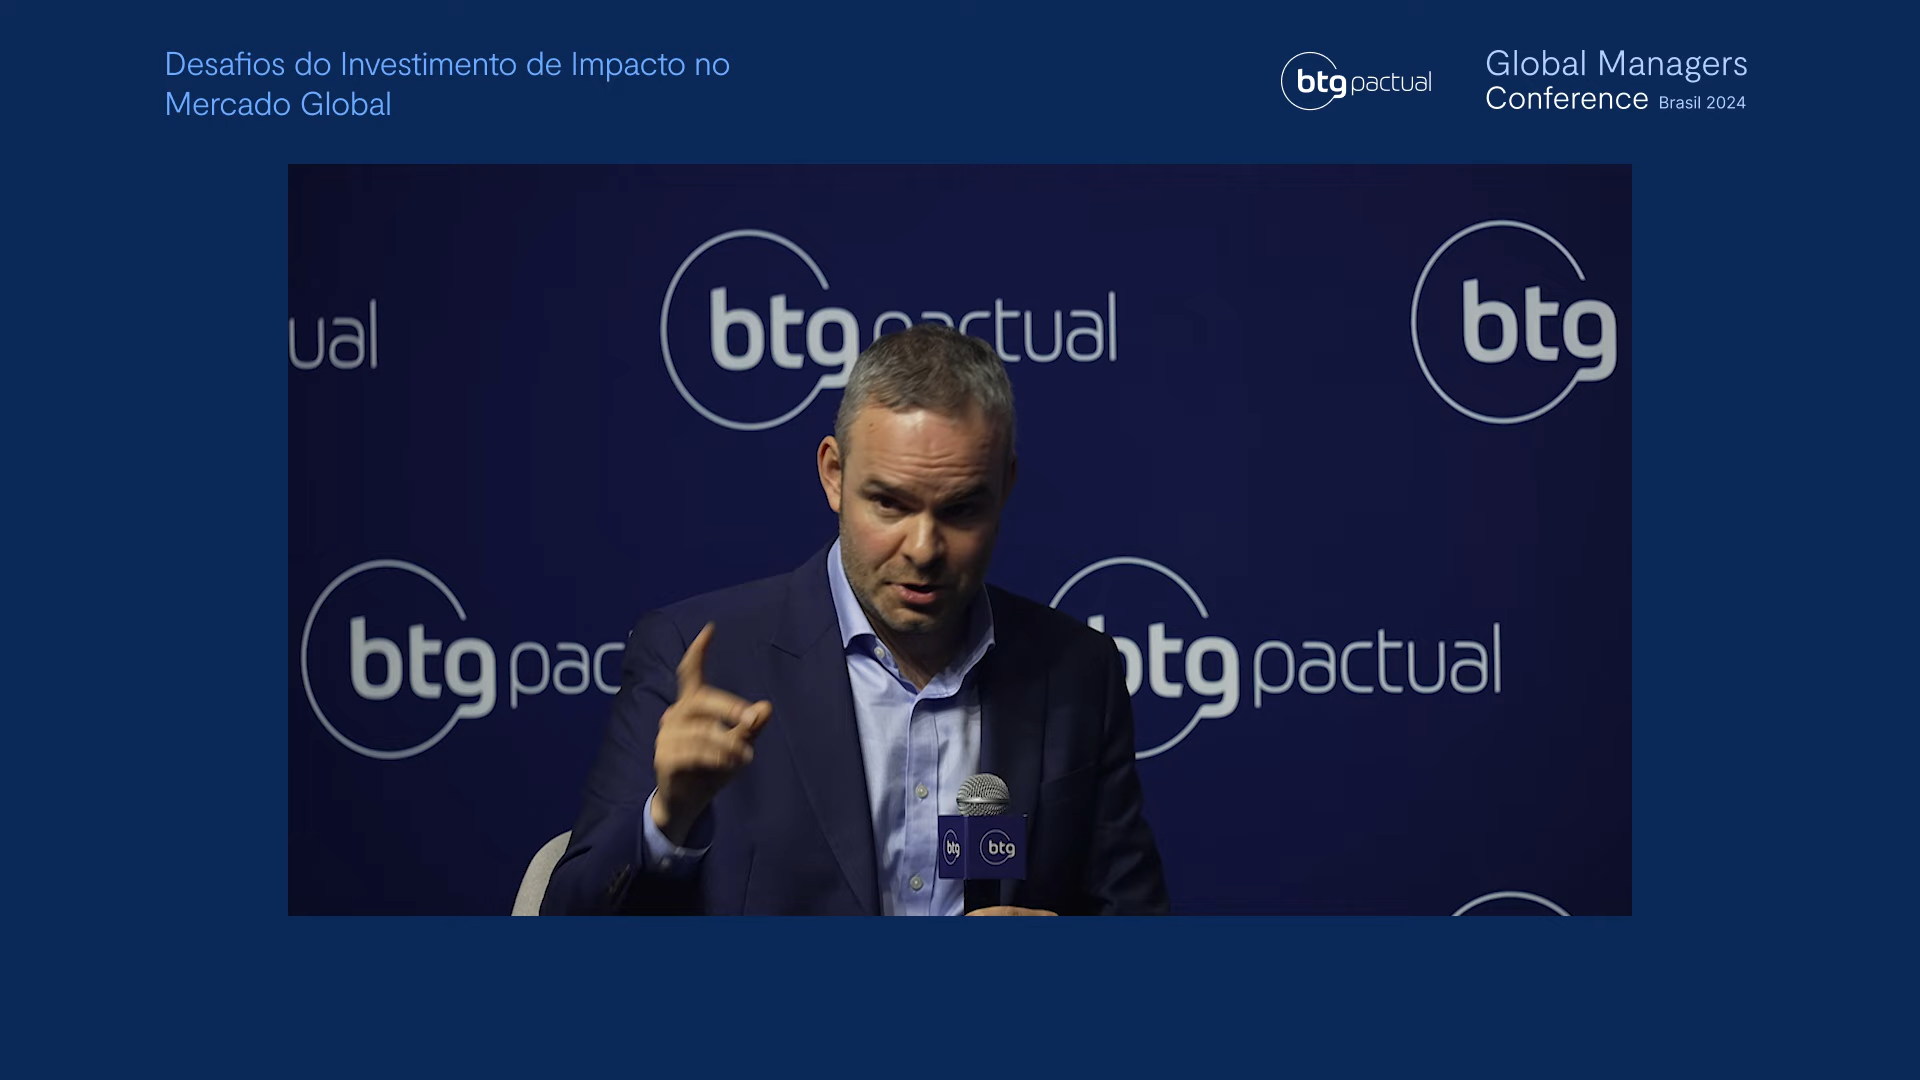 Desafios do Investimento de Impacto no
Mercado Global
btg pactual
Global Managers
Conference Brasil 2024
ual
btg pactual
btg
btg pac
btg pactual
btg btg